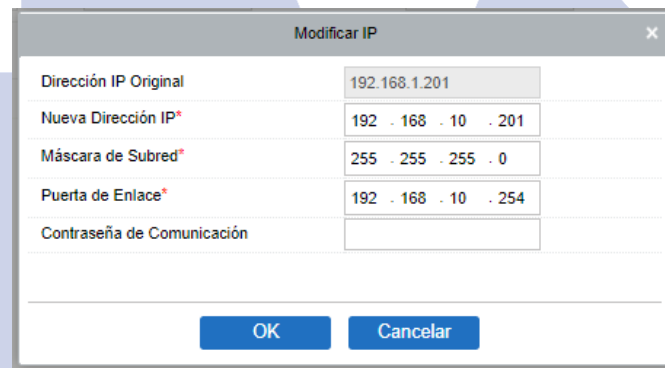 Modificar IP
×
Dirección IP Original 192.168.1.201
Nueva Dirección IP* 192 . 168 . 10 . 201
Máscara de Subred* 255 . 255 . 255 . 0
Puerta de Enlace* 192 . 168 . 10 . 254
Contraseña de Comunicación
OK Cancelar